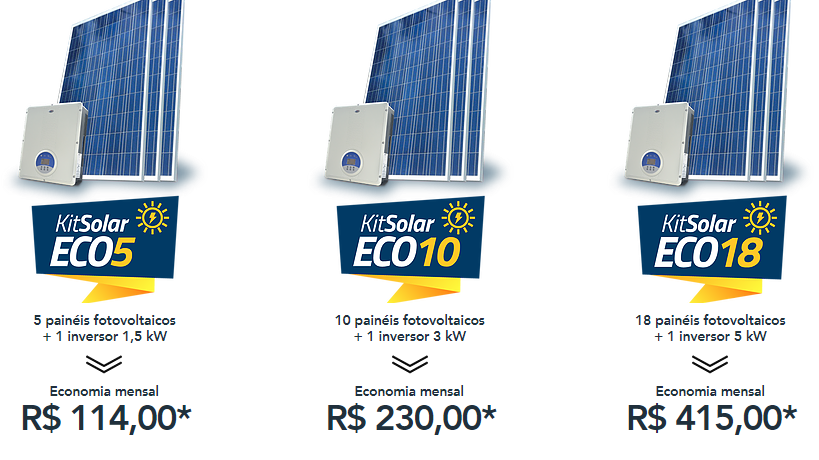 KitSolar
ECO5
5 painéis fotovoltaicos
+ 1 inversor 1,5 kW
Economia mensal
R$ 114,00*
KitSolar
ECO10
10 painéis fotovoltaicos
+ 1 inversor 3 kW
Economia mensal
R$ 230,00*
KitSolar
ECO18
18 painéis fotovoltaicos
+ 1 inversor 5 kW
Economia mensal
R$ 415,00*